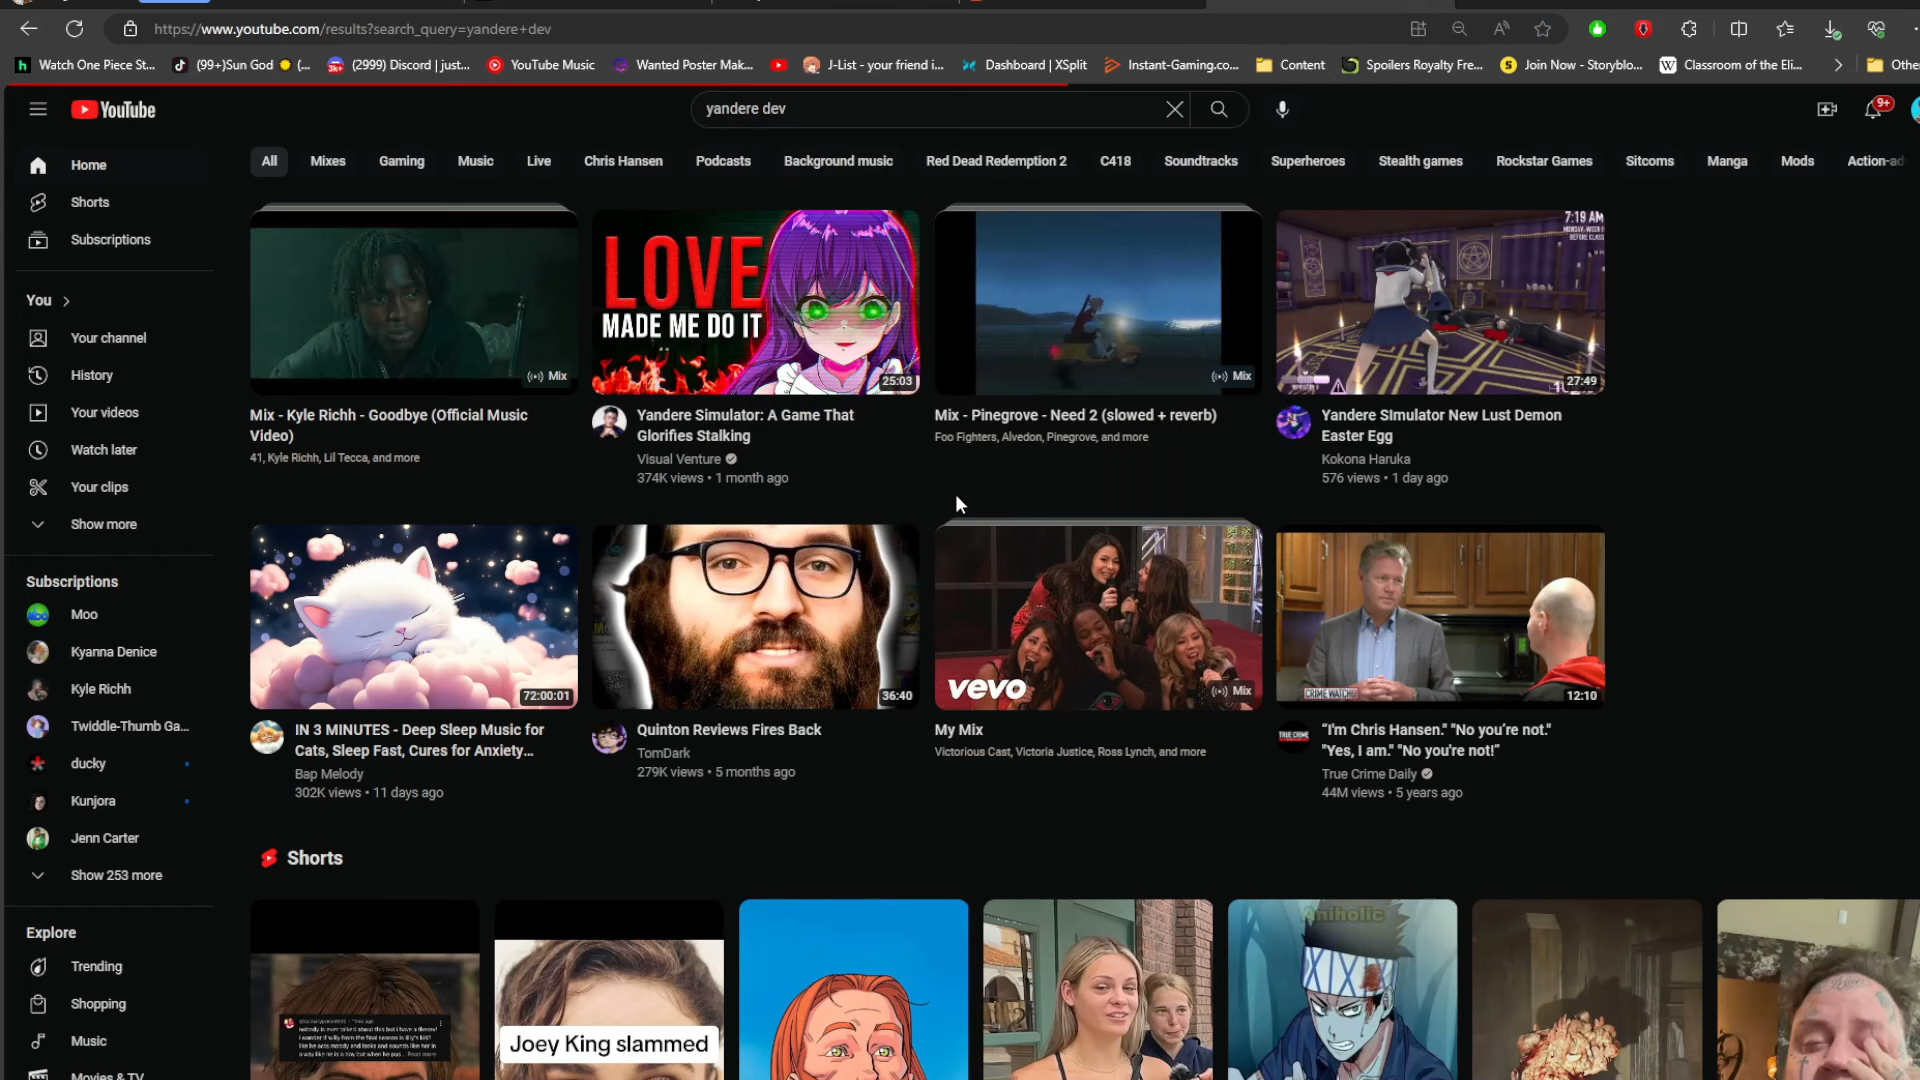 https://www.youtube.com/results?search_query=yandere+dev
Watch One Piece St...
(99+)Sun God
(...
(2999) Discord | just...
YouTube Music
Wanted Poster Mak...
J-List - your friend i...
Dashboard | XSplit
Instant-Gaming.co...
Content
Spoilers Royalty Fre...
Join Now - Storyblo...
Classroom of the Eli...
Othe
YouTube
yandere dev
9+
Home
Shorts
Subscriptions
You
Your channel
History
Your videos
Watch later
Your clips
Show more
Subscriptions
Moo
Kyanna Denice
Kyle Richh
Twiddle-Thumb Ga...
ducky
Kunjora
Jenn Carter
Show 253 more
Explore
Trending
Shopping
Music
Movies & TV
All
Mixes
Gaming
Music
Live
Chris Hansen
Podcasts
Background music
Red Dead Redemption 2
C418
Soundtracks
Superheroes
Stealth games
Rockstar Games
Sitcoms
Manga
Mods
Action-ad
Mix
Mix - Kyle Richh - Goodbye (Official Music
Video)
41, Kyle Richh, Lil Tecca, and more
LOVE
MADE ME DO IT
25:03
Yandere Simulator: A Game That
Glorifies Stalking
Visual Venture
374K views • 1 month ago
Mix
Mix - Pinegrove - Need 2 (slowed + reverb)
Foo Fighters, Alvedon, Pinegrove, and more
7:19 AM
27:49
Yandere SImulator New Lust Demon
Easter Egg
Kokona Haruka
576 views • 1 day ago
72:00:01
IN 3 MINUTES - Deep Sleep Music for
Cats, Sleep Fast, Cures for Anxiety...
Bap Melody
302K views • 11 days ago
36:40
Quinton Reviews Fires Back
TomDark
279K views • 5 months ago
vevo
Mix
My Mix
Victorious Cast, Victoria Justice, Ross Lynch, and more
CRIME WATCH
12:10
TRUE CRIME
“I'm Chris Hansen." "No you’re not."
"Yes, I am." "No you're not!”
True Crime Daily
44M views • 5 years ago
Shorts
Joey King slammed
Aniholic